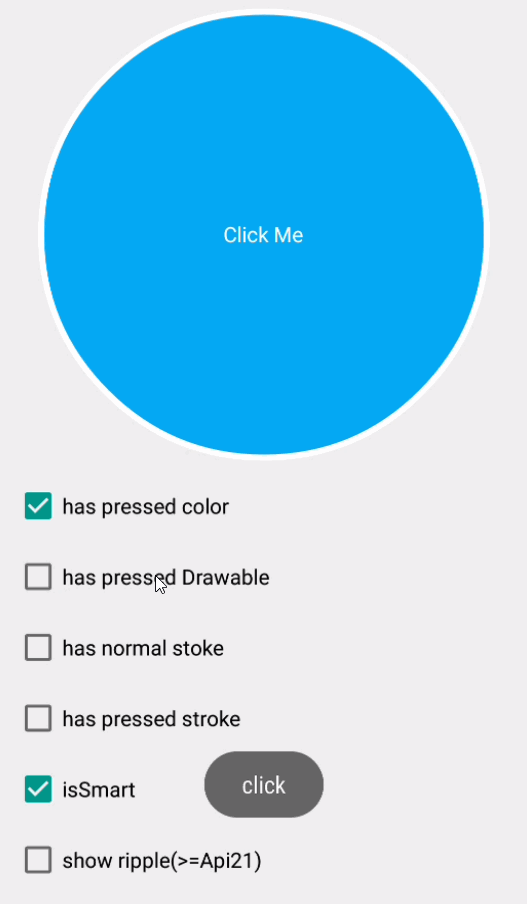 Click Me
has pressed color
has pressed Drawable
has normal stoke
has pressed stroke
isSmart
click
show ripple(>=Api21)